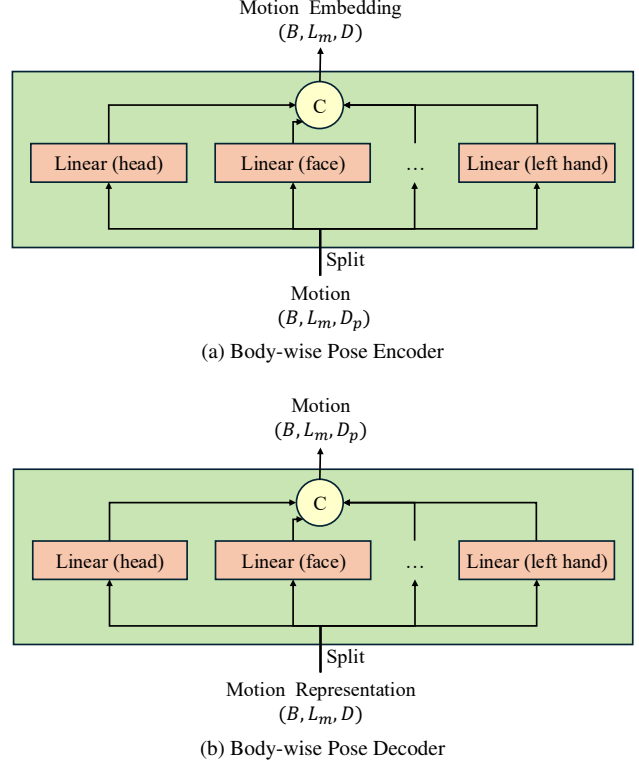 Motion Embedding
(B, L_m, D)
C
Linear (head) Linear (face) ... Linear (left hand)
Split
Motion
(B, L_m, D_p)
(a) Body-wise Pose Encoder
Motion
(B, L_m, D_p)
C
Linear (head) Linear (face) ... Linear (left hand)
Split
Motion Representation
(B, L_m, D)
(b) Body-wise Pose Decoder